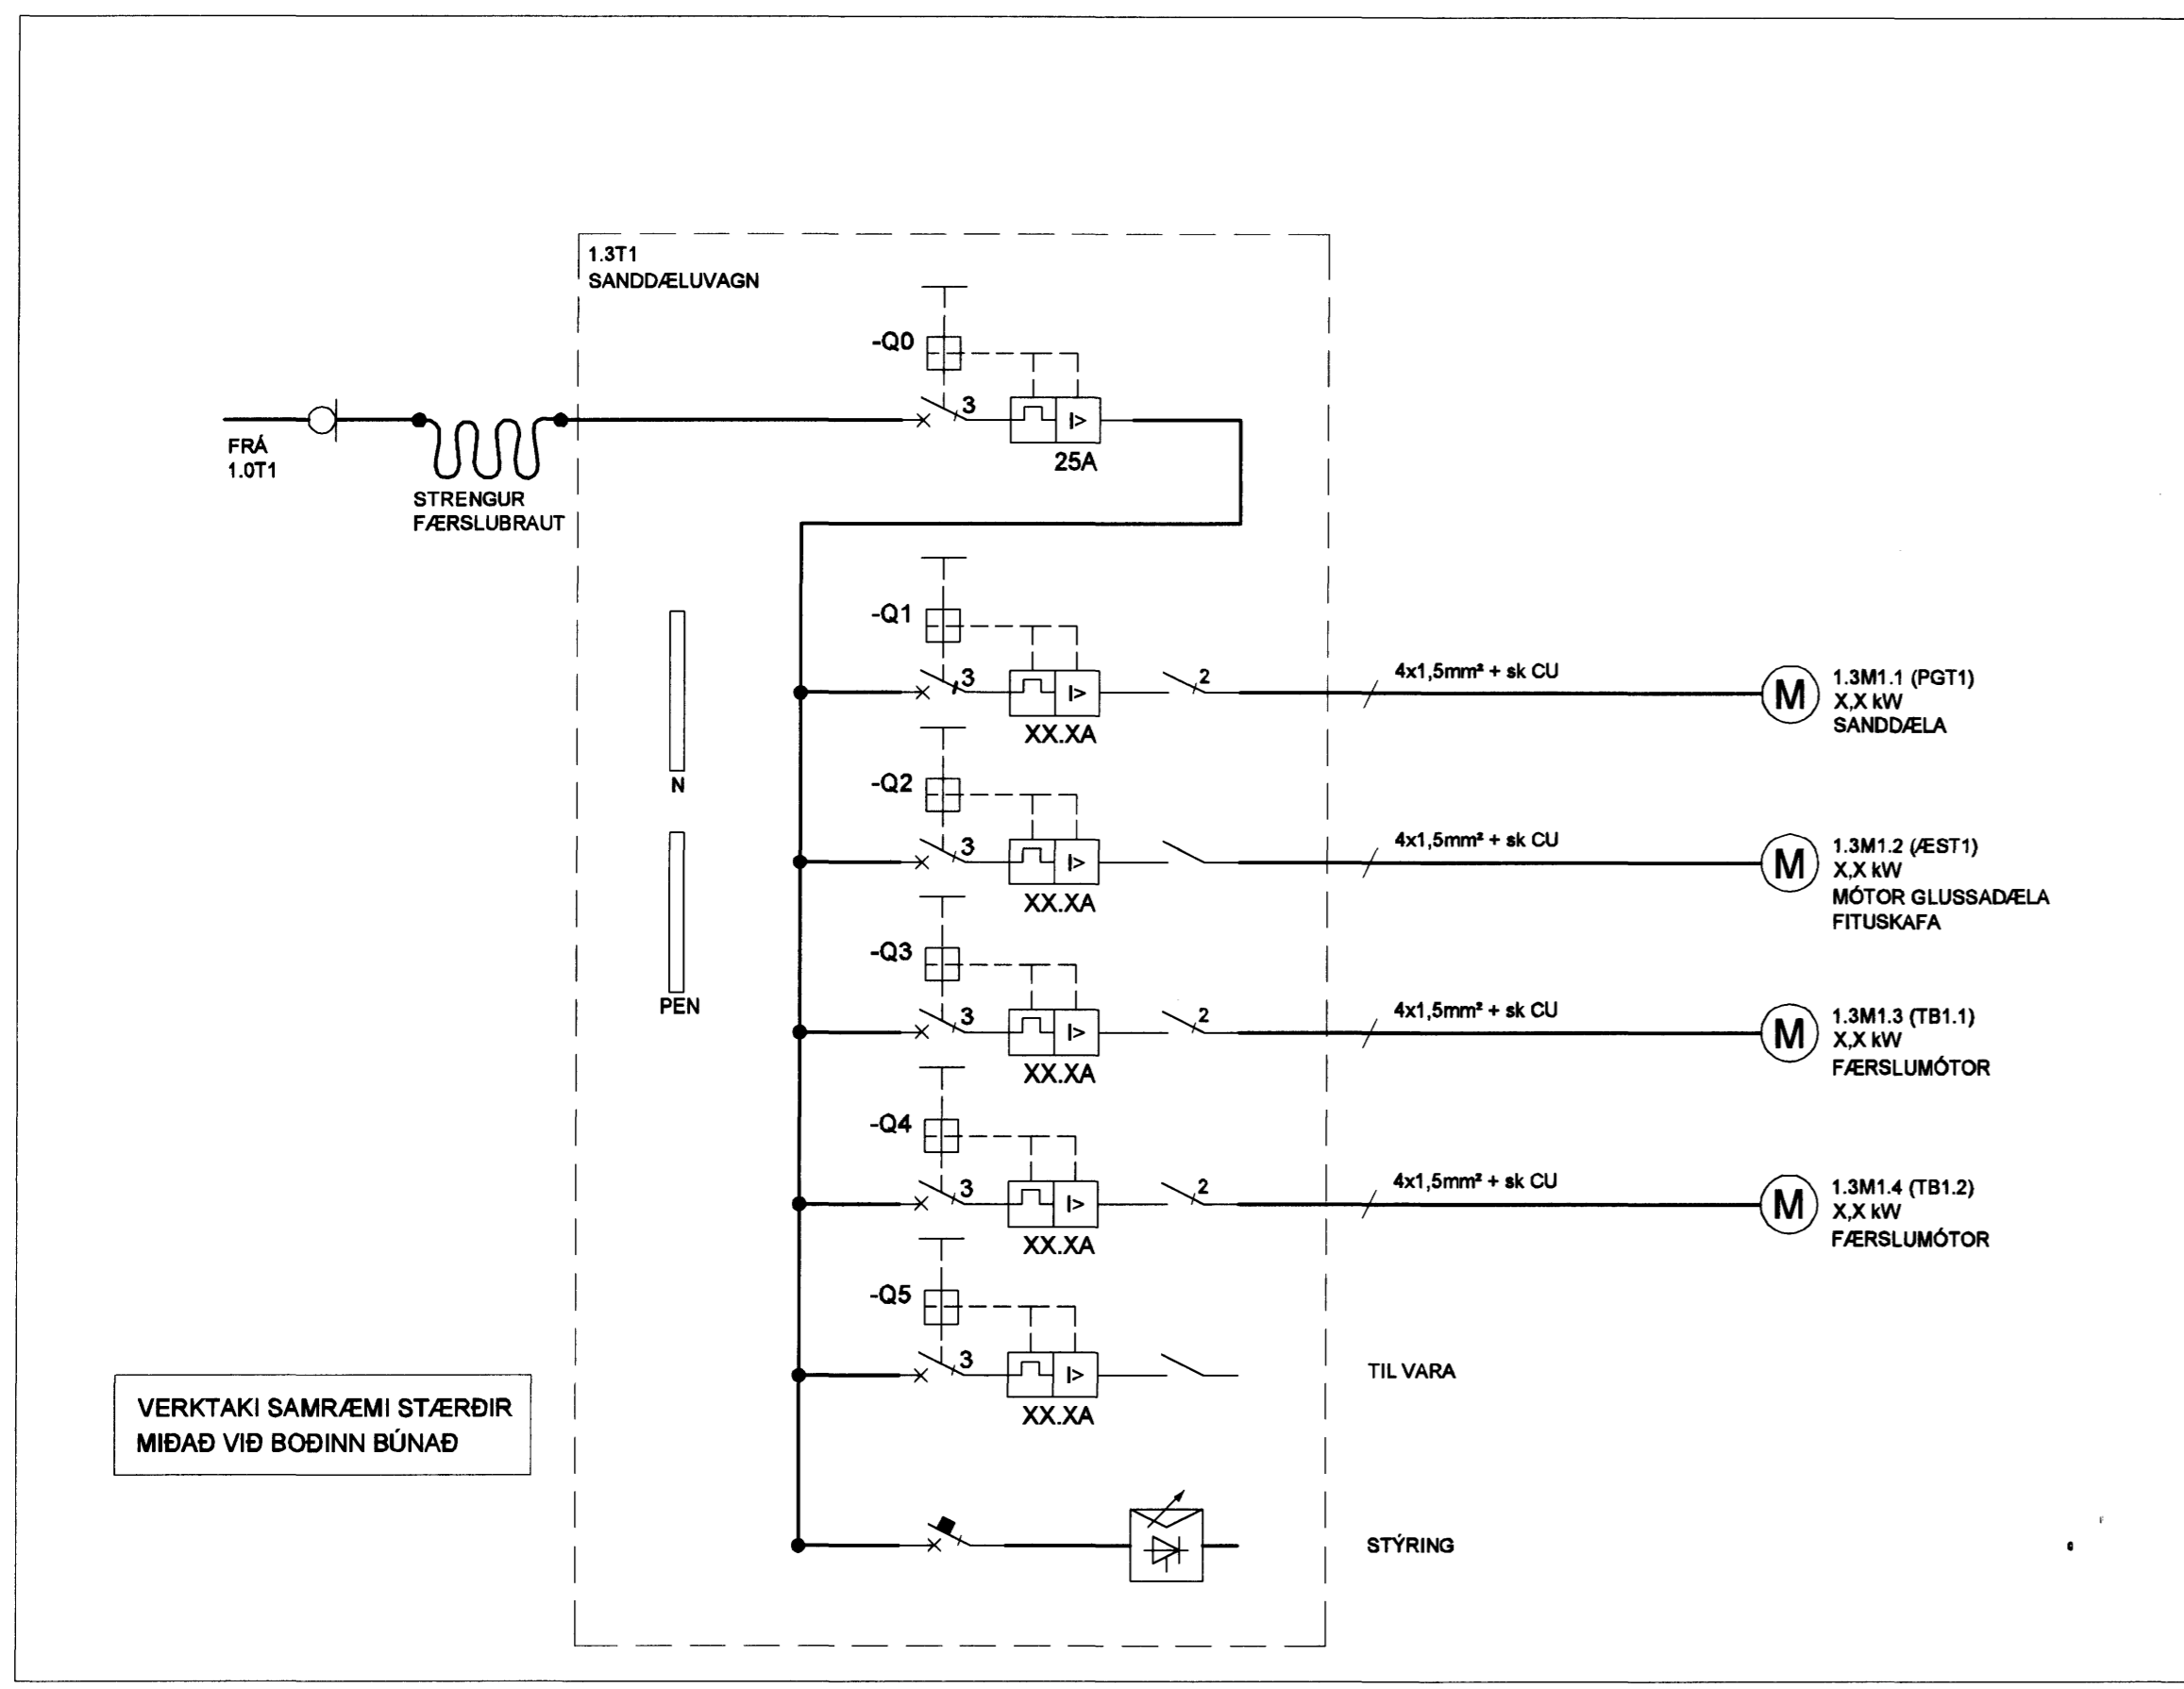 1.3T1
SANDDÆLUVAGN
-Q0
3
I>
25A
FRÁ
1.0T1
STRENGUR
FÆRSLUBRAUT
-Q1
3
I>
2
XX.XA
4x1,5mm² + sk CU
M
1.3M1.1 (PGT1)
X,X kW
SANDDÆLA
N
-Q2
3
I>
XX.XA
4x1,5mm² + sk CU
M
1.3M1.2 (ÆST1)
X,X kW
MÓTOR GLUSSADÆLA
FITUSKAFA
PEN
-Q3
3
I>
2
XX.XA
4x1,5mm² + sk CU
M
1.3M1.3 (TB1.1)
X,X kW
FÆRSLUMÓTOR
-Q4
3
I>
2
XX.XA
4x1,5mm² + sk CU
M
1.3M1.4 (TB1.2)
X,X kW
FÆRSLUMÓTOR
-Q5
3
I>
XX.XA
TIL VARA
VERKTAKI SAMRÆMI STÆRÐIR
MIÐAÐ VIÐ BOÐINN BÚNAÐ
STÝRING